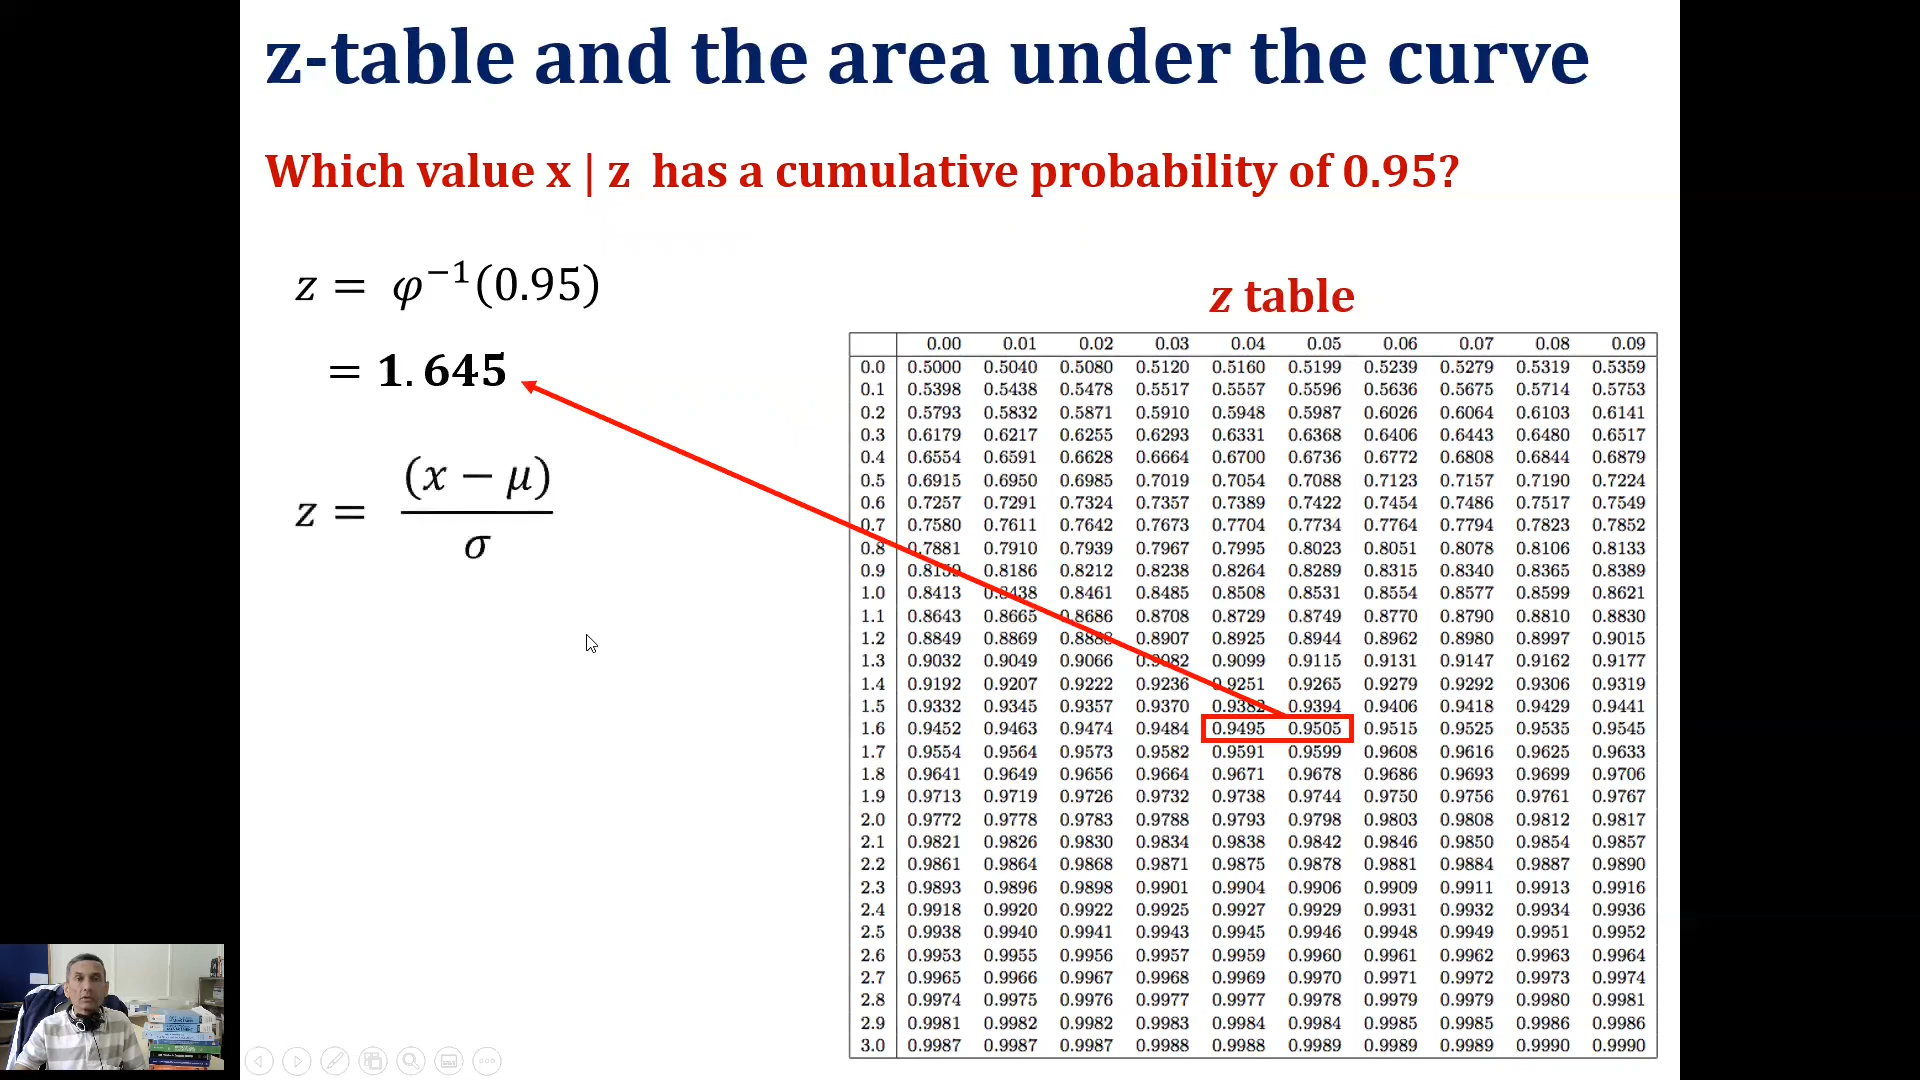 z-table and the area under the curve
Which value x | z has a cumulative probability of 0.95?
z = φ⁻¹(0.95)
= 1.645
z = (x − μ)
σ
z table
0.00 0.01 0.02 0.03 0.04 0.05 0.06 0.07 0.08 0.09
0.0 0.5000 0.5040 0.5080 0.5120 0.5160 0.5199 0.5239 0.5279 0.5319 0.5359
0.1 0.5398 0.5438 0.5478 0.5517 0.5557 0.5596 0.5636 0.5675 0.5714 0.5753
0.2 0.5793 0.5832 0.5871 0.5910 0.5948 0.5987 0.6026 0.6064 0.6103 0.6141
0.3 0.6179 0.6217 0.6255 0.6293 0.6331 0.6368 0.6406 0.6443 0.6480 0.6517
0.4 0.6554 0.6591 0.6628 0.6664 0.6700 0.6736 0.6772 0.6808 0.6844 0.6879
0.5 0.6915 0.6950 0.6985 0.7019 0.7054 0.7088 0.7123 0.7157 0.7190 0.7224
0.6 0.7257 0.7291 0.7324 0.7357 0.7389 0.7422 0.7454 0.7486 0.7517 0.7549
0.7 0.7580 0.7611 0.7642 0.7673 0.7704 0.7734 0.7764 0.7794 0.7823 0.7852
0.8 0.7881 0.7910 0.7939 0.7967 0.7995 0.8023 0.8051 0.8078 0.8106 0.8133
0.9 0.8159 0.8186 0.8212 0.8238 0.8264 0.8289 0.8315 0.8340 0.8365 0.8389
1.0 0.8413 0.8438 0.8461 0.8485 0.8508 0.8531 0.8554 0.8577 0.8599 0.8621
1.1 0.8643 0.8665 0.8686 0.8708 0.8729 0.8749 0.8770 0.8790 0.8810 0.8830
1.2 0.8849 0.8869 0.8888 0.8907 0.8925 0.8944 0.8962 0.8980 0.8997 0.9015
1.3 0.9032 0.9049 0.9066 0.9082 0.9099 0.9115 0.9131 0.9147 0.9162 0.9177
1.4 0.9192 0.9207 0.9222 0.9236 0.9251 0.9265 0.9279 0.9292 0.9306 0.9319
1.5 0.9332 0.9345 0.9357 0.9370 0.9382 0.9394 0.9406 0.9418 0.9429 0.9441
1.6 0.9452 0.9463 0.9474 0.9484 0.9495 0.9505 0.9515 0.9525 0.9535 0.9545
1.7 0.9554 0.9564 0.9573 0.9582 0.9591 0.9599 0.9608 0.9616 0.9625 0.9633
1.8 0.9641 0.9649 0.9656 0.9664 0.9671 0.9678 0.9686 0.9693 0.9699 0.9706
1.9 0.9713 0.9719 0.9726 0.9732 0.9738 0.9744 0.9750 0.9756 0.9761 0.9767
2.0 0.9772 0.9778 0.9783 0.9788 0.9793 0.9798 0.9803 0.9808 0.9812 0.9817
2.1 0.9821 0.9826 0.9830 0.9834 0.9838 0.9842 0.9846 0.9850 0.9854 0.9857
2.2 0.9861 0.9864 0.9868 0.9871 0.9875 0.9878 0.9881 0.9884 0.9887 0.9890
2.3 0.9893 0.9896 0.9898 0.9901 0.9904 0.9906 0.9909 0.9911 0.9913 0.9916
2.4 0.9918 0.9920 0.9922 0.9925 0.9927 0.9929 0.9931 0.9932 0.9934 0.9936
2.5 0.9938 0.9940 0.9941 0.9943 0.9945 0.9946 0.9948 0.9949 0.9951 0.9952
2.6 0.9953 0.9955 0.9956 0.9957 0.9959 0.9960 0.9961 0.9962 0.9963 0.9964
2.7 0.9965 0.9966 0.9967 0.9968 0.9969 0.9970 0.9971 0.9972 0.9973 0.9974
2.8 0.9974 0.9975 0.9976 0.9977 0.9977 0.9978 0.9979 0.9979 0.9980 0.9981
2.9 0.9981 0.9982 0.9982 0.9983 0.9984 0.9984 0.9985 0.9985 0.9986 0.9986
3.0 0.9987 0.9987 0.9987 0.9988 0.9988 0.9989 0.9989 0.9989 0.9990 0.9990